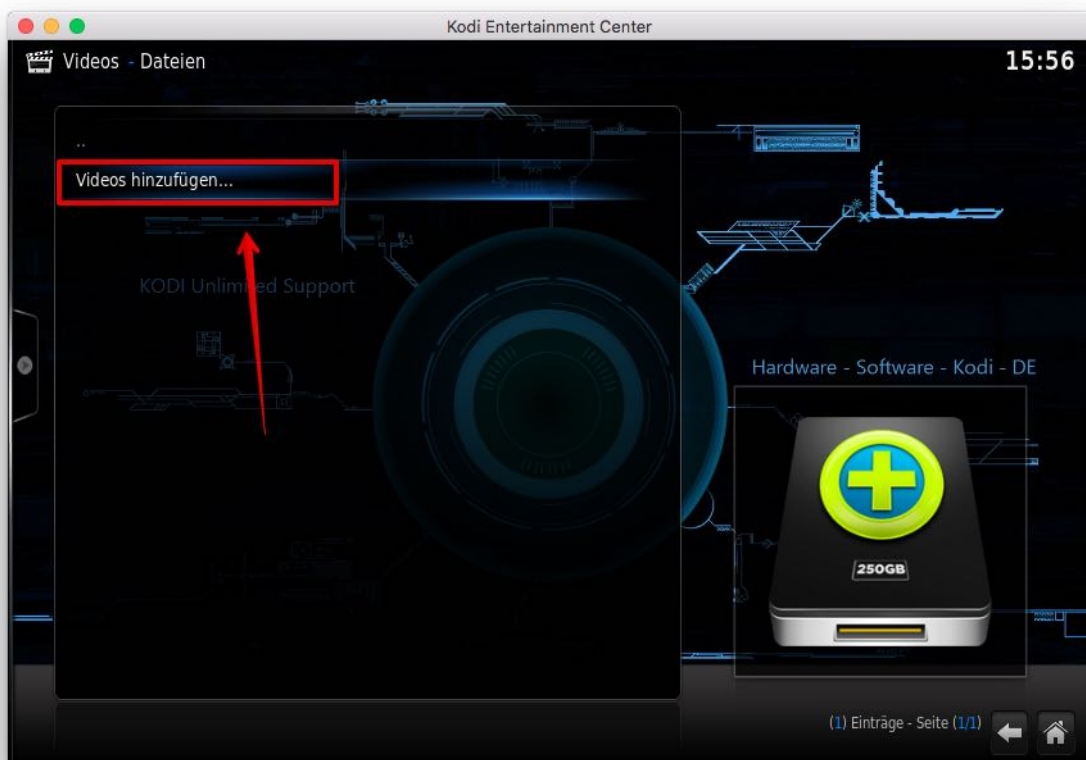 Kodi Entertainment Center
Videos - Dateien
15:56
..
Videos hinzufügen...
KODI Unlimited Support
Hardware - Software - Kodi - DE
250GB
(1) Einträge - Seite (1/1)